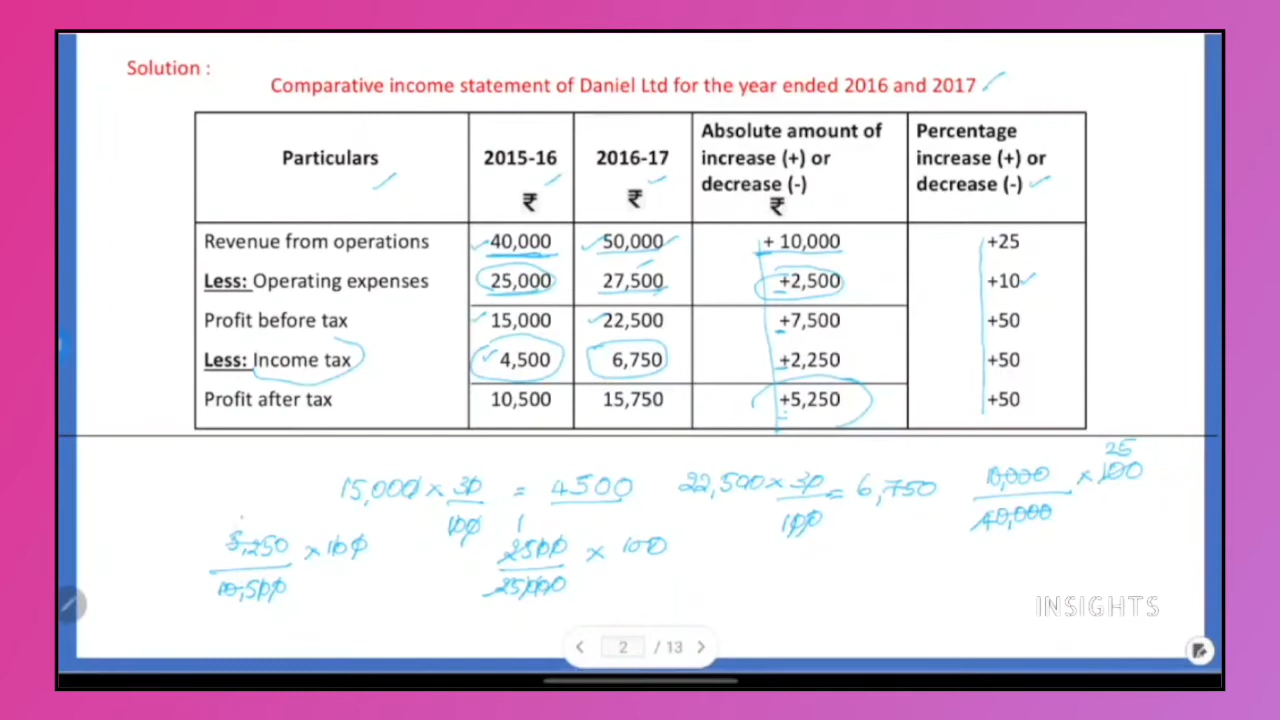 Solution :
Comparative income statement of Daniel Ltd for the year ended 2016 and 2017
Particulars 2015-16 ₹ 2016-17 ₹ Absolute amount of increase (+) or decrease (-) ₹ Percentage increase (+) or decrease (-)
Revenue from operations 40,000 50,000 + 10,000 +25
Less: Operating expenses 25,000 27,500 +2,500 +10
Profit before tax 15,000 22,500 +7,500 +50
Less: Income tax 4,500 6,750 +2,250 +50
Profit after tax 10,500 15,750 +5,250 +50
15,000 × 30/100 = 4500 22,500 × 30/100 = 6,750 10,000/40,000 × 100 25
5,250/10,500 × 100 2500/25,000 × 100 1
INSIGHTS
2 / 13